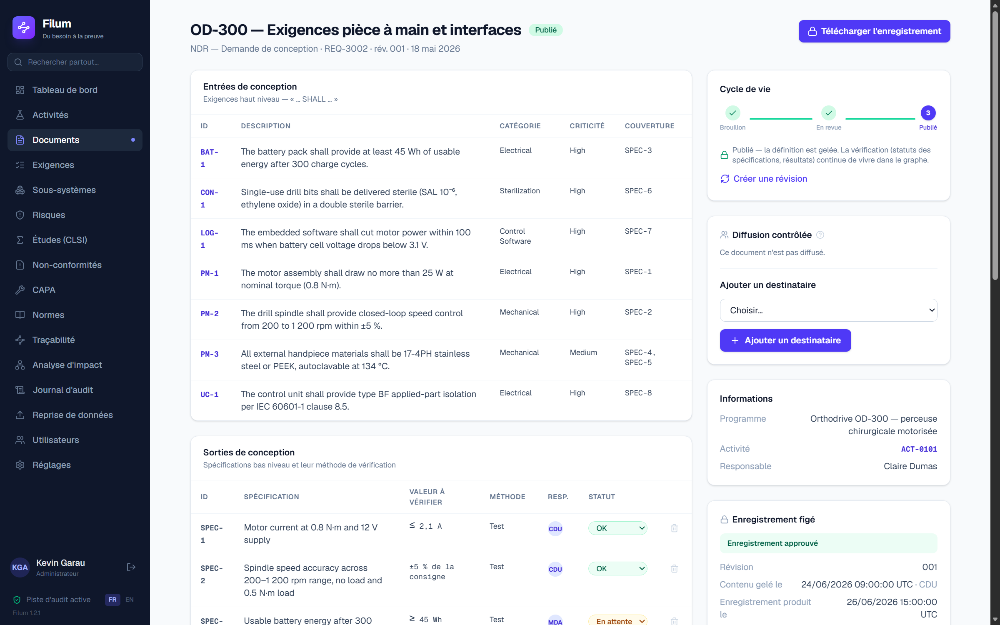 Filum
Du besoin à la preuve
Rechercher partout…
Tableau de bord
Activités
Documents
Exigences
Sous-systèmes
Risques
Études (CLSI)
Non-conformités
CAPA
Normes
Traçabilité
Analyse d'impact
Journal d'audit
Reprise de données
Utilisateurs
Réglages
KGA
Kevin Garau
Administrateur
Piste d'audit active
FR EN
Filum 1.2.1
OD-300 — Exigences pièce à main et interfaces
Publié
NDR — Demande de conception · REQ-3002 · rév. 001 · 18 mai 2026
Télécharger l'enregistrement
Entrées de conception
Exigences haut niveau — « … SHALL … »
ID DESCRIPTION CATÉGORIE CRITICITÉ COUVERTURE
BAT-1 The battery pack shall provide at least 45 Wh of usable energy after 300 charge cycles. Electrical High SPEC-3
CON-1 Single-use drill bits shall be delivered sterile (SAL 10⁻⁶, ethylene oxide) in a double sterile barrier. Sterilization High SPEC-6
LOG-1 The embedded software shall cut motor power within 100 ms when battery cell voltage drops below 3.1 V. Control Software High SPEC-7
PM-1 The motor assembly shall draw no more than 25 W at nominal torque (0.8 N·m). Electrical High SPEC-1
PM-2 The drill spindle shall provide closed-loop speed control from 200 to 1 200 rpm within ±5 %. Mechanical High SPEC-2
PM-3 All external handpiece materials shall be 17-4PH stainless steel or PEEK, autoclavable at 134 °C. Mechanical Medium SPEC-4, SPEC-5
UC-1 The control unit shall provide type BF applied-part isolation per IEC 60601-1 clause 8.5. Electrical High SPEC-8
Sorties de conception
Spécifications bas niveau et leur méthode de vérification
ID SPÉCIFICATION VALEUR À VÉRIFIER MÉTHODE RESP. STATUT
SPEC-1 Motor current at 0.8 N·m and 12 V supply ≤ 2,1 A Test CDU OK
SPEC-2 Spindle speed accuracy across 200–1 200 rpm range, no load and 0.5 N·m load ±5 % de la consigne Test CDU OK
SPEC- Usable battery energy after 300 ≥ 45 Wh Test MDA En attente
Cycle de vie
3
Brouillon En revue Publié
Publié — la définition est gelée. La vérification (statuts des
spécifications, résultats) continue de vivre dans le graphe.
Créer une révision
Diffusion contrôlée ?
Ce document n'est pas diffusé.
Ajouter un destinataire
Choisir…
+ Ajouter un destinataire
Informations
Programme Orthodrive OD-300 — perceuse
chirurgicale motorisée
Activité ACT-0101
Responsable Claire Dumas
Enregistrement figé
Enregistrement approuvé
Révision 001
Contenu gelé le 24/06/2026 09:00:00 UTC · CDU
Enregistrement produit le 26/06/2026 15:00:00 UTC